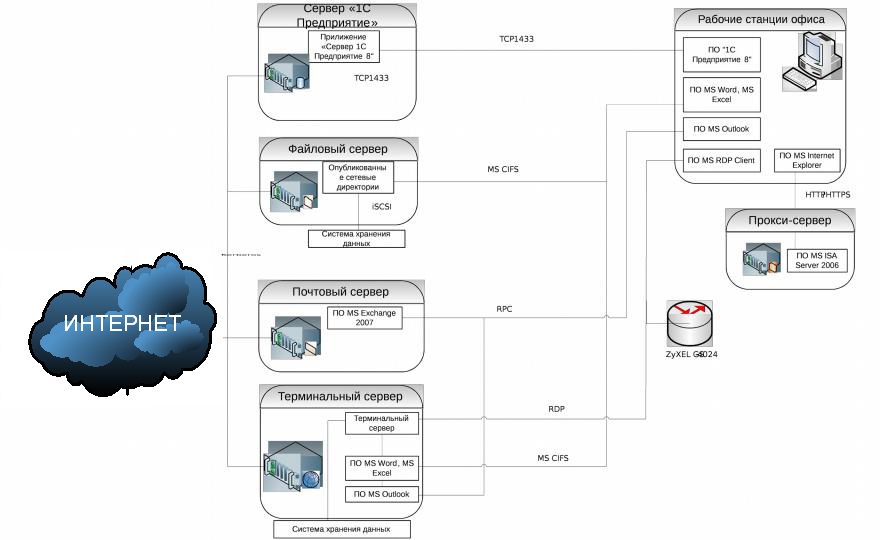 Сервер «1С
Предприятие»
Прилижение
«Сервер 1С
Предприятие 8"
TCP1433
TCP1433
Рабочие станции офиса
ПО "1С
Предприятие 8"
ПО MS Word, MS
Excel
ПО MS Outlook
ПО MS RDP Client
ПО MS Internet
Explorer
Файловый сервер
Опубликованны
е сетевые
директории
MS CIFS
iSCSI
Система хранения
данных
HTTP/HTTPS
Прокси-сервер
ПО MS ISA
Server 2006
ИНТЕРНЕТ
Почтовый сервер
ПО MS Exchange
2007
RPC
ZyXEL GS-4024
Терминальный сервер
Терминальный
сервер
RDP
ПО MS Word, MS
Excel
MS CIFS
ПО MS Outlook
Система хранения данных